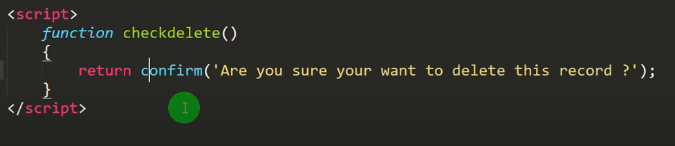 <script>
function checkdelete()
{
return confirm('Are you sure your want to delete this record ?');
}
</script>